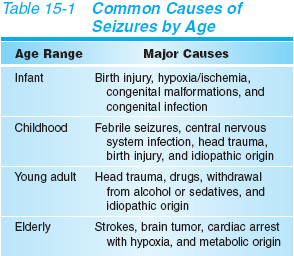 Table 15-1 Common Causes of
Seizures by Age
Age Range Major Causes
Infant Birth injury, hypoxia/ischemia,
congenital malformations, and
congenital infection
Childhood Febrile seizures, central nervous
system infection, head trauma,
birth injury, and idiopathic origin
Young adult Head trauma, drugs, withdrawal
from alcohol or sedatives, and
idiopathic origin
Elderly Strokes, brain tumor, cardiac arrest
with hypoxia, and metabolic origin